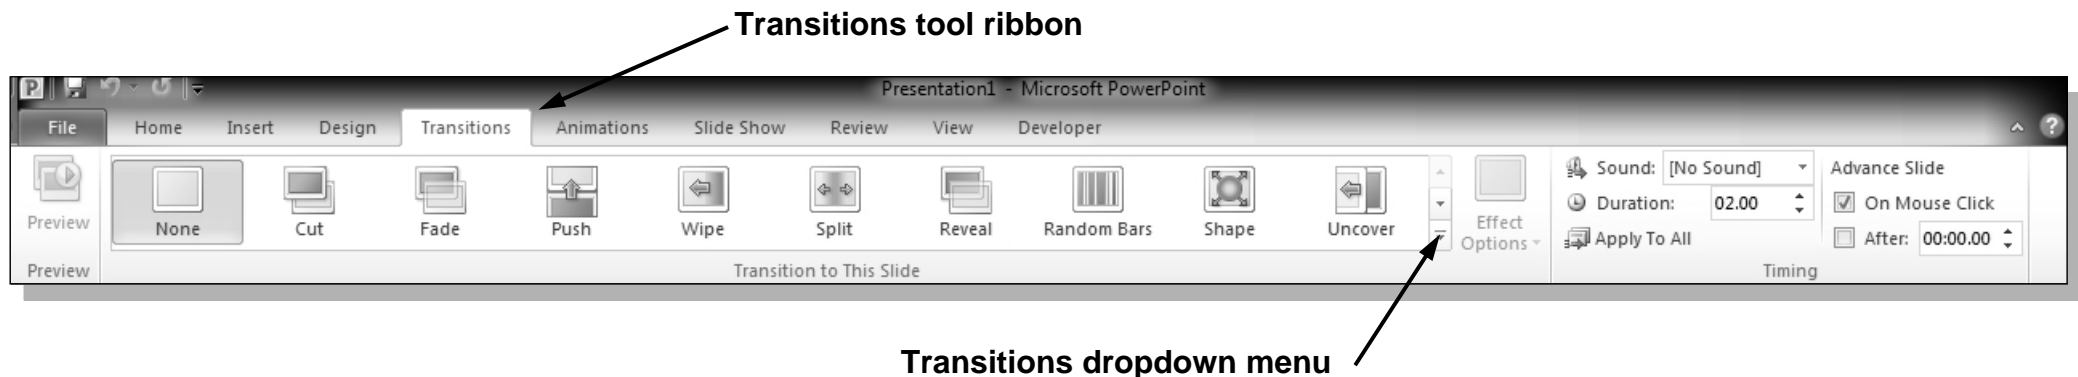 Transitions tool ribbon
P
Presentation1 - Microsoft PowerPoint
File Home Insert Design Transitions Animations Slide Show Review View Developer
?
Preview
None Cut Fade Push Wipe Split Reveal Random Bars Shape Uncover
Effect
Options
Sound: [No Sound]
Duration: 02.00
Apply To All
Advance Slide
On Mouse Click
After: 00:00.00
Preview Transition to This Slide Timing
Transitions dropdown menu